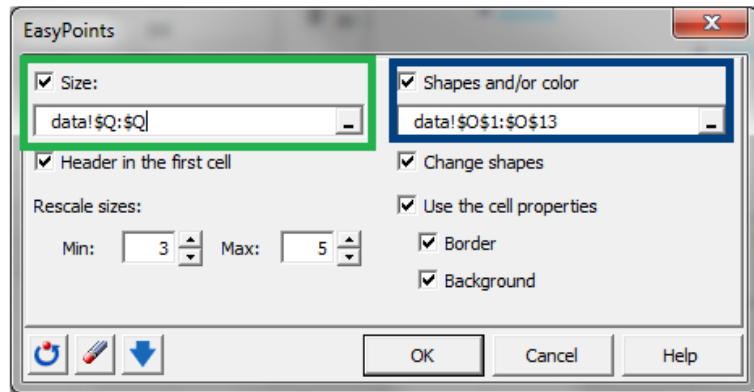 EasyPoints
Size:
data!$Q:$Q
Header in the first cell
Rescale sizes:
Min: 3 Max: 5
Shapes and/or color
data!$O$1:$O$13
Change shapes
Use the cell properties
Border
Background
OK Cancel Help